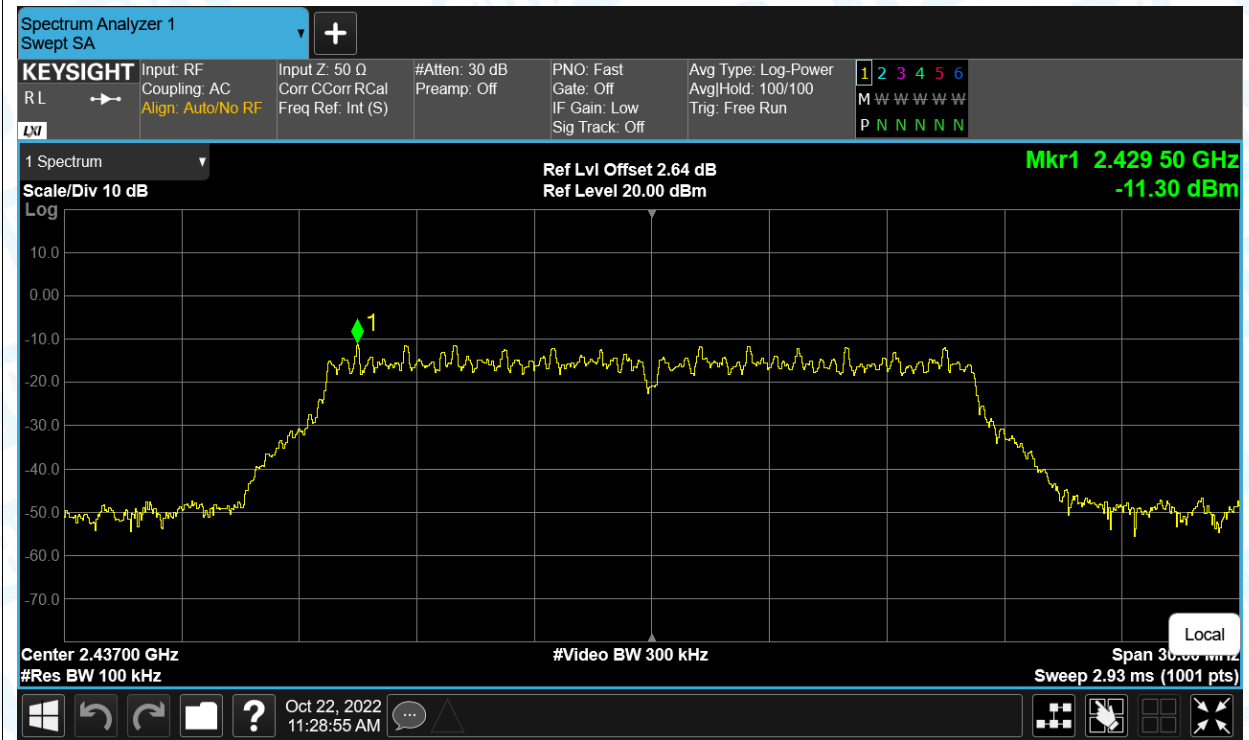 Spectrum Analyzer 1
Swept SA
KEYSIGHT
R L
LXI
Input: RF
Coupling: AC
Align: Auto/No RF
Input Z: 50 Ω
Corr CCorr RCal
Freq Ref: Int (S)
#Atten: 30 dB
Preamp: Off
PNO: Fast
Gate: Off
IF Gain: Low
Sig Track: Off
Avg Type: Log-Power
Avg|Hold: 100/100
Trig: Free Run
1 2 3 4 5 6
M W W W W W
P N N N N N
1 Spectrum
Scale/Div 10 dB
Log
Ref Lvl Offset 2.64 dB
Ref Level 20.00 dBm
Mkr1 2.429 50 GHz
-11.30 dBm
10.0
0.00
-10.0
-20.0
-30.0
-40.0
-50.0
-60.0
-70.0
1
Local
Center 2.43700 GHz
#Video BW 300 kHz
Span 30.00 MHz
#Res BW 100 kHz
Sweep 2.93 ms (1001 pts)
?
Oct 22, 2022
11:28:55 AM